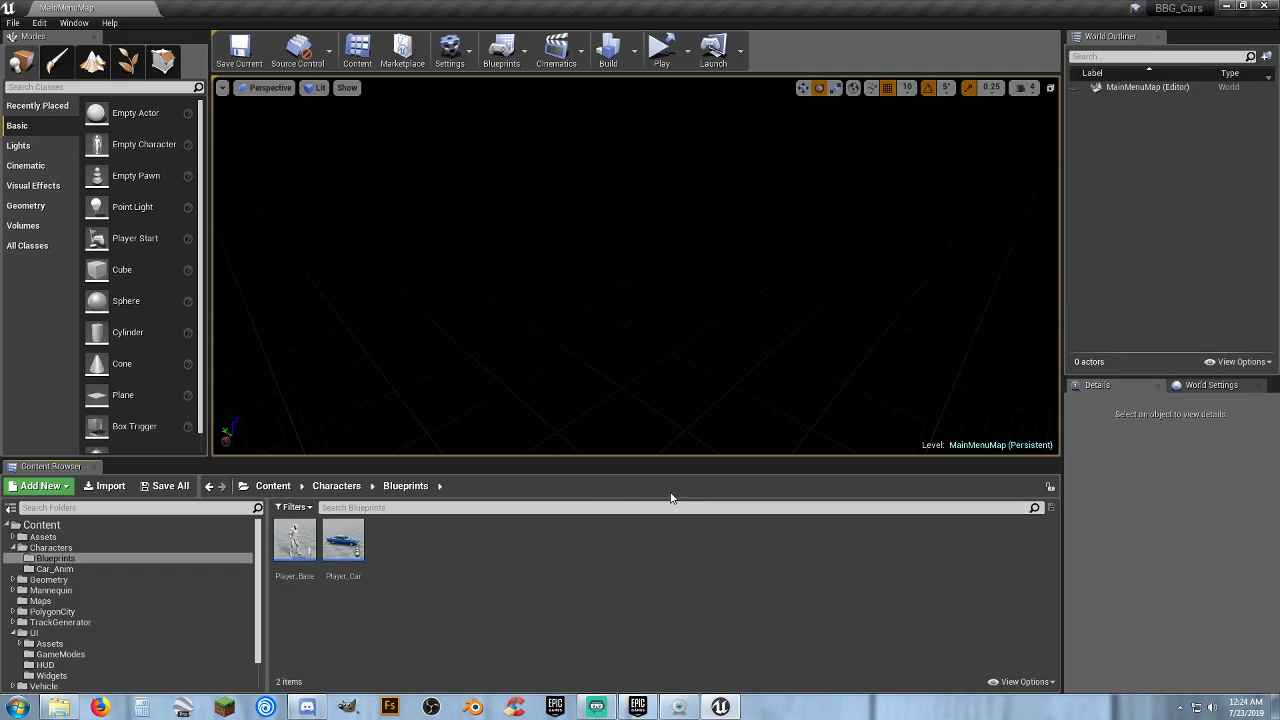 MainMenuMap
BBG_Cars
File Edit Window Help
Modes
Search Classes
Recently Placed
Basic
Lights
Cinematic
Visual Effects
Geometry
Volumes
All Classes
Empty Actor
Empty Character
Empty Pawn
Point Light
Player Start
Cube
Sphere
Cylinder
Cone
Plane
Box Trigger
Save Current
Source Control
Content
Marketplace
Settings
Blueprints
Cinematics
Build
Play
Launch
Perspective
Lit
Show
10
5°
0.25
4
Level: MainMenuMap (Persistent)
World Outliner
Search...
Label
Type
MainMenuMap (Editor)
World
0 actors
View Options
Details
World Settings
Select an object to view details.
Content Browser
Add New
Import
Save All
Content
Characters
Blueprints
Search Folders
Filters
Search Blueprints
Content
Assets
Characters
Blueprints
Car_Anim
Geometry
Mannequin
Maps
PolygonCity
TrackGenerator
UI
Assets
GameModes
HUD
Widgets
Vehicle
Player_Base
Player_Car
2 items
View Options
Pro
Fs
EPIC
GAMES
EPIC
GAMES
12:24 AM
7/23/2019